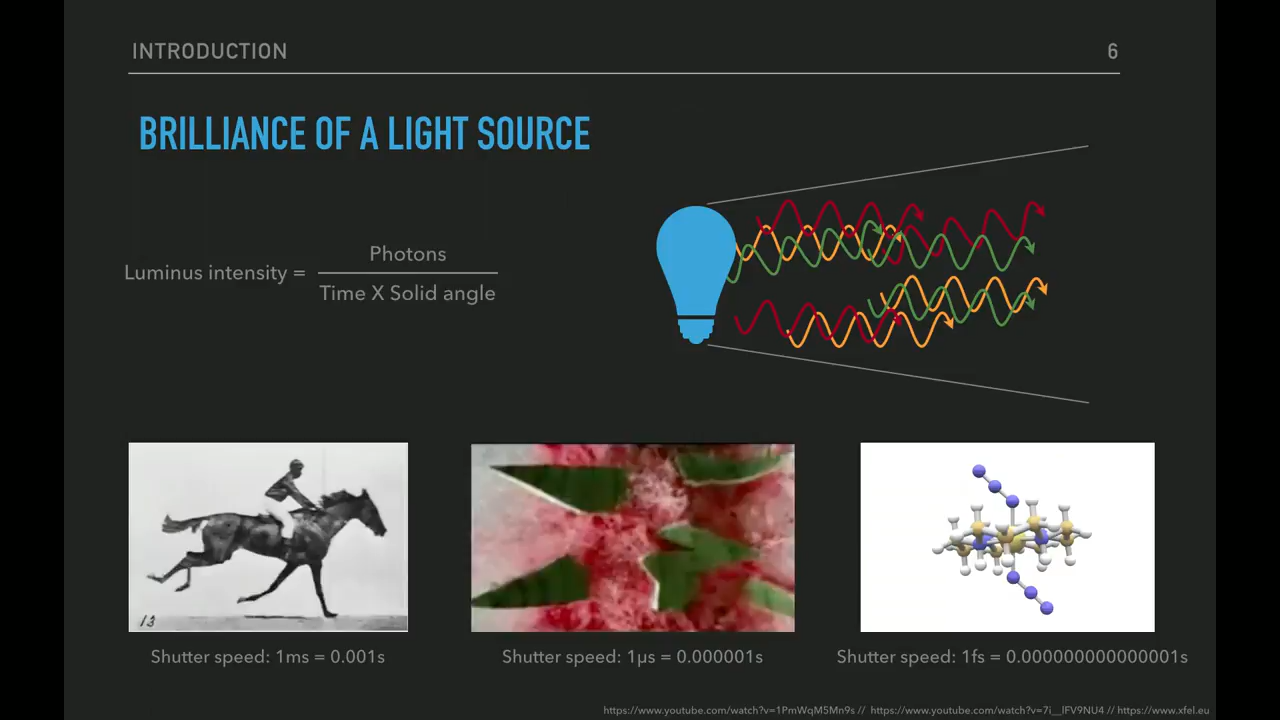 INTRODUCTION 6
BRILLIANCE OF A LIGHT SOURCE
Luminus intensity =
Photons
Time X Solid angle
13
Shutter speed: 1ms = 0.001s
Shutter speed: 1µs = 0.000001s
Shutter speed: 1fs = 0.000000000000001s
https://www.youtube.com/watch?v=1PmWqM5Mn9s // https://www.youtube.com/watch?v=7i__lFV9NU4 // https://www.xfel.eu